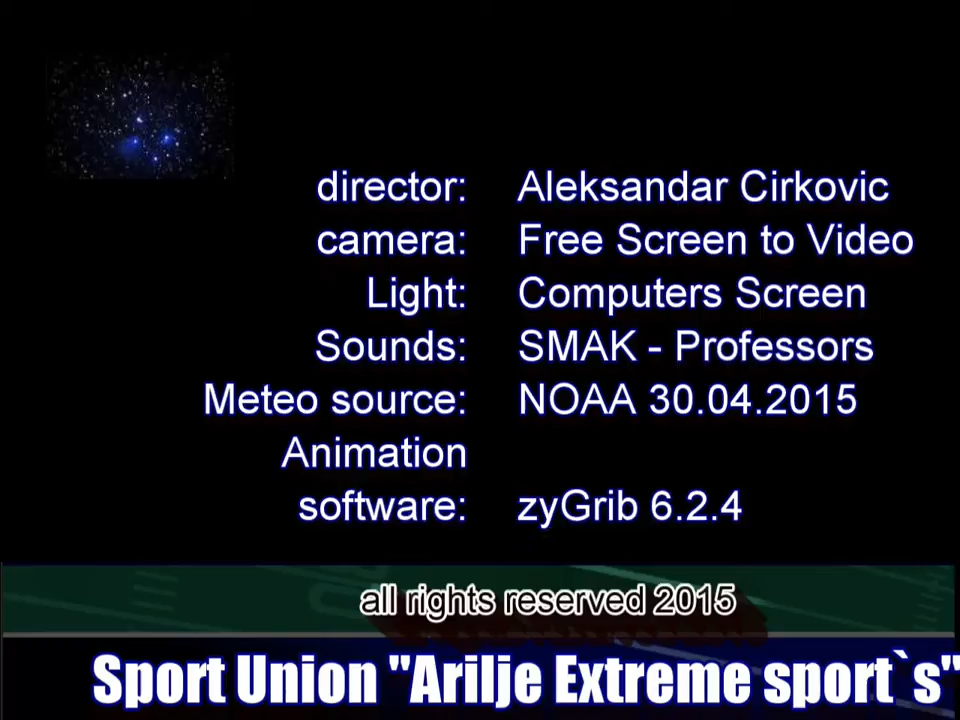 director: Aleksandar Cirkovic
camera: Free Screen to Video
Light: Computers Screen
Sounds: SMAK - Professors
Meteo source: NOAA 30.04.2015
Animation
software: zyGrib 6.2.4
all rights reserved 2015
Sport Union "Arilje Extreme sport`s"